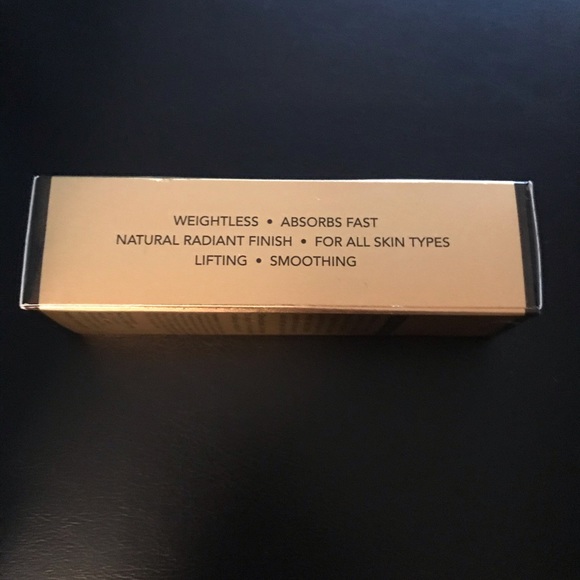 WEIGHTLESS • ABSORBS FAST
NATURAL RADIANT FINISH • FOR ALL SKIN TYPES
LIFTING • SMOOTHING